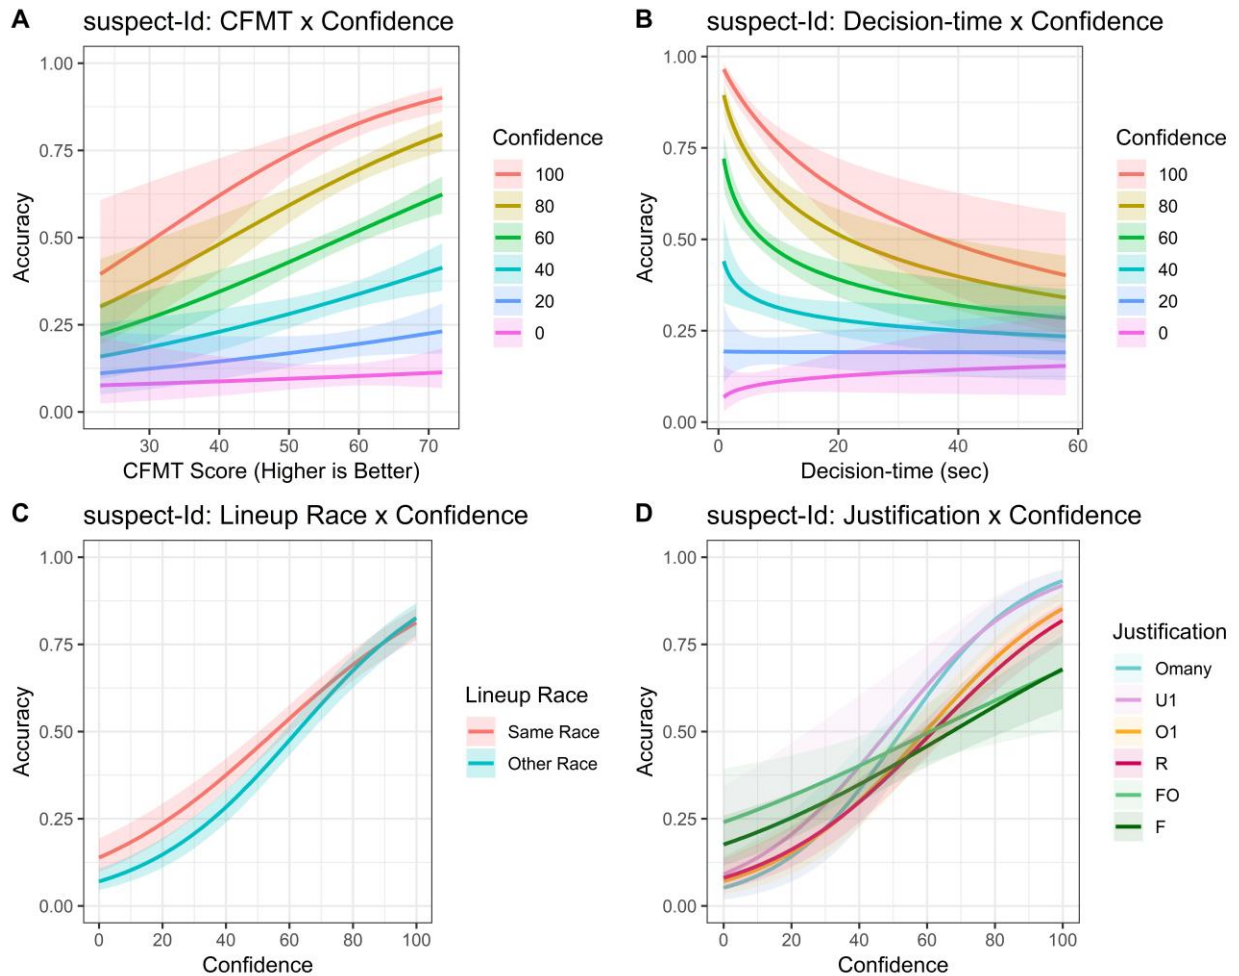 A suspect-Id: CFMT x Confidence
1.00
0.75
0.50
0.25
0.00
Accuracy
30 40 50 60 70
CFMT Score (Higher is Better)
Confidence
100
80
60
40
20
0
B suspect-Id: Decision-time x Confidence
1.00
0.75
0.50
0.25
0.00
Accuracy
0 20 40 60
Decision-time (sec)
Confidence
100
80
60
40
20
0
C suspect-Id: Lineup Race x Confidence
1.00
0.75
0.50
0.25
0.00
Accuracy
0 20 40 60 80 100
Confidence
Lineup Race
Same Race
Other Race
D suspect-Id: Justification x Confidence
1.00
0.75
0.50
0.25
0.00
Accuracy
0 20 40 60 80 100
Confidence
Justification
Omany
U1
O1
R
FO
F